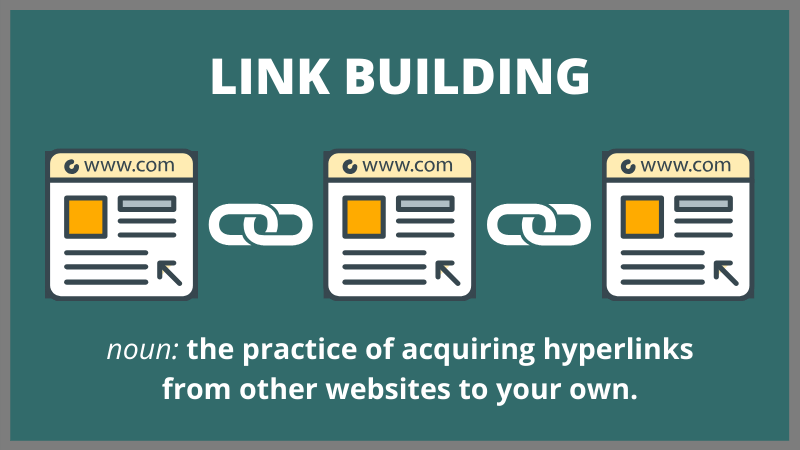 LINK BUILDING
www.com www.com www.com
noun: the practice of acquiring hyperlinks
from other websites to your own.